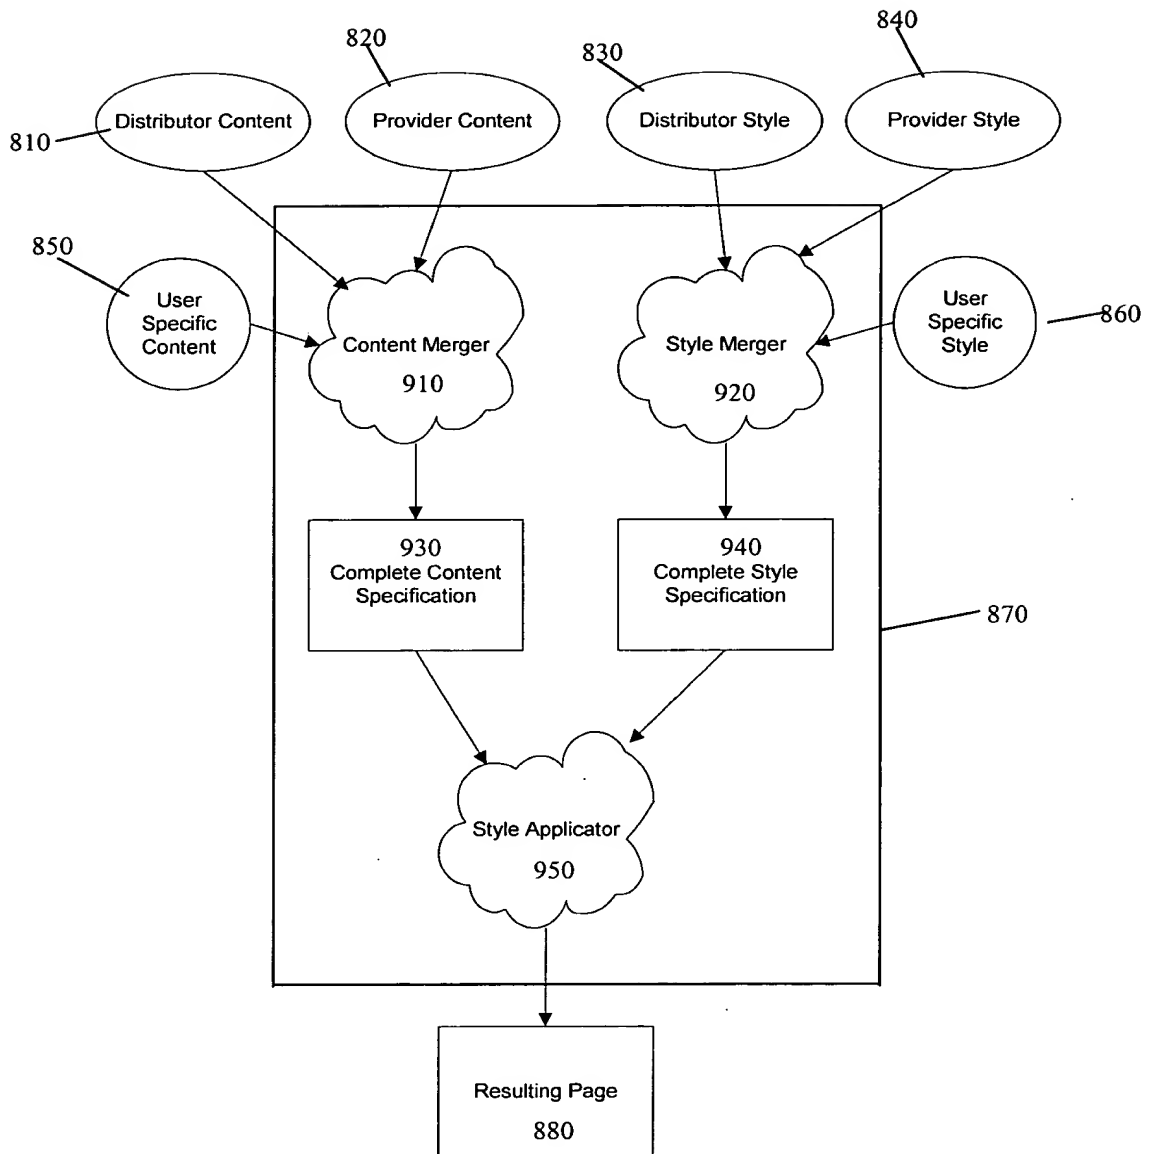 820
830
840
810
Distributor Content
Provider Content
Distributor Style
Provider Style
850
User
Specific
Content
Content Merger
910
Style Merger
920
User
Specific
Style
860
930
Complete Content
Specification
940
Complete Style
Specification
870
Style Applicator
950
Resulting Page
880